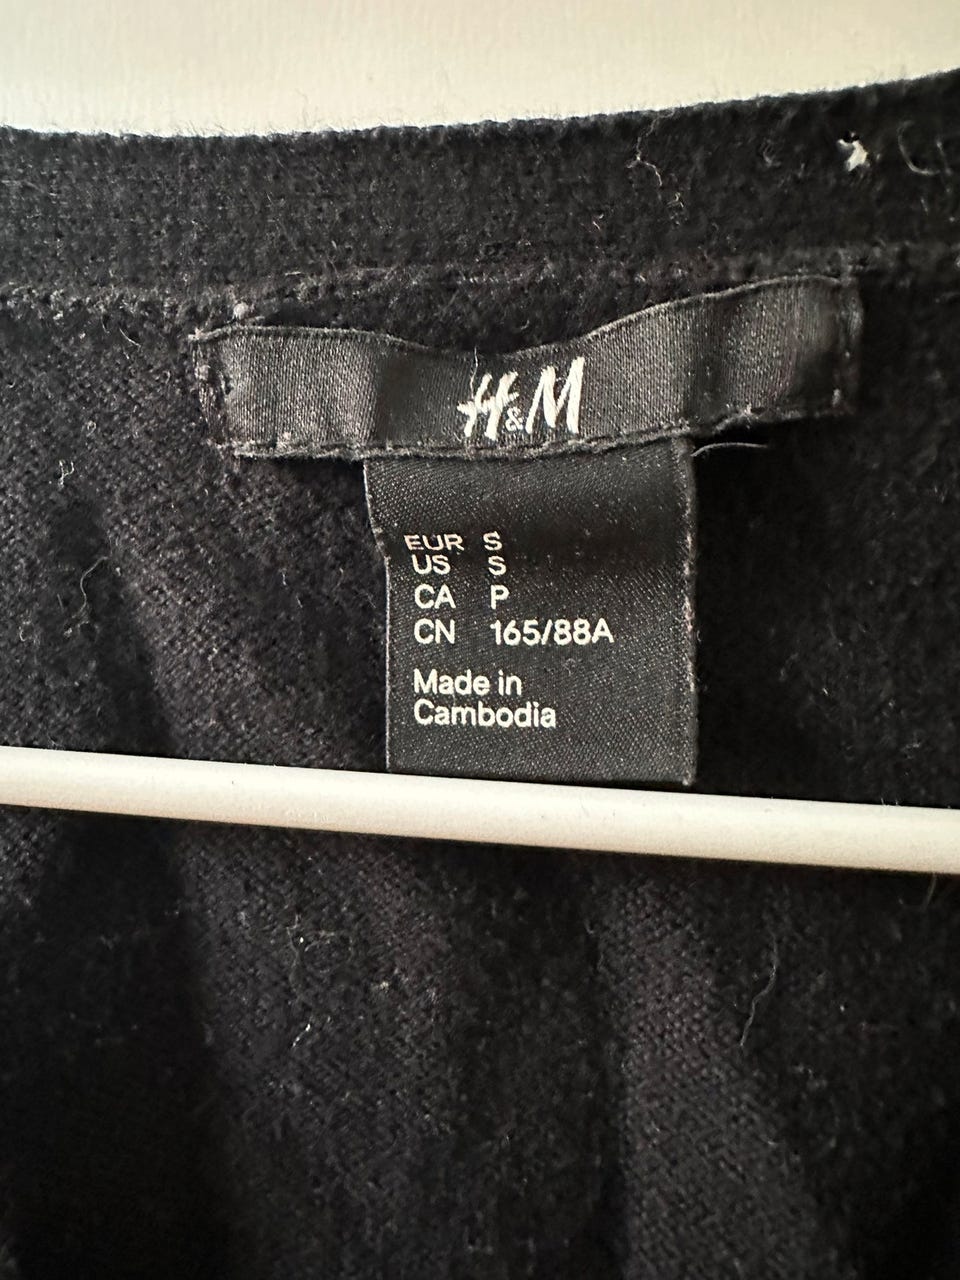 H&M
EUR S
US S
CA P
CN 165/88A
Made in
Cambodia